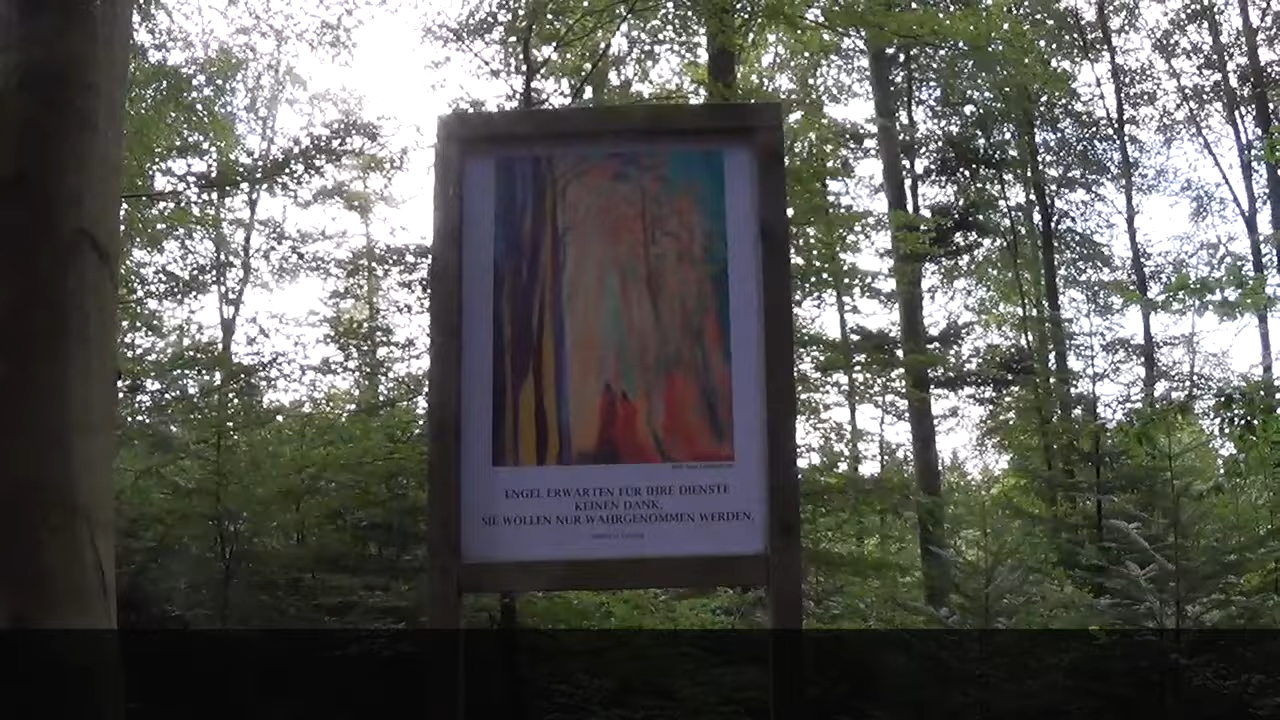 ENGEL ERWARTEN FÜR IHRE DIENSTE
KEINEN DANK,
SIE WOLLEN NUR WAHRGENOMMEN WERDEN.